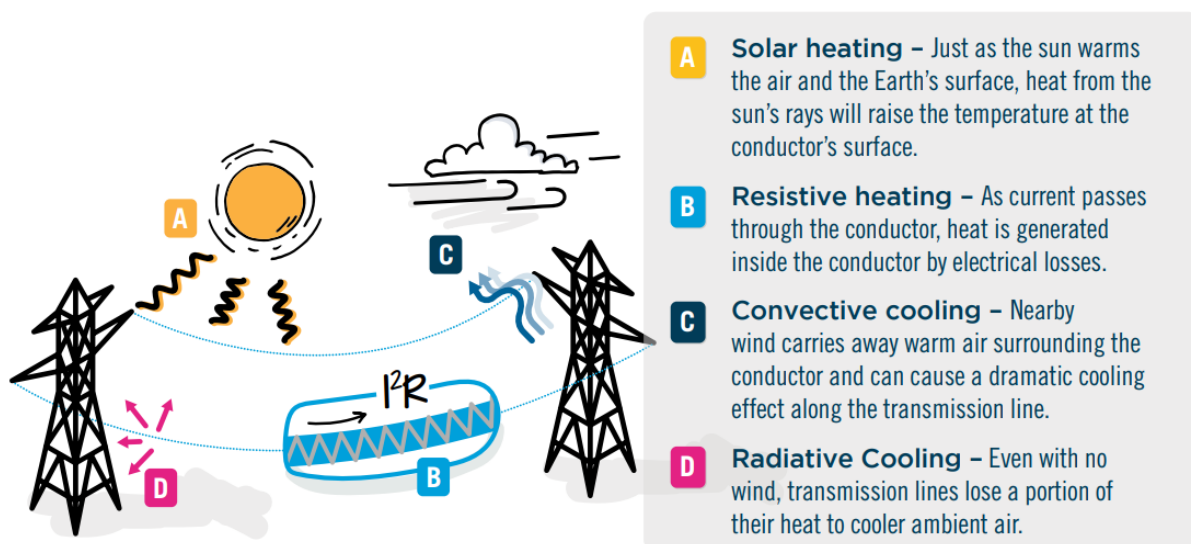 A
C
I²R
B
D
A Solar heating – Just as the sun warms
the air and the Earth’s surface, heat from the
sun’s rays will raise the temperature at the
conductor’s surface.
B Resistive heating – As current passes
through the conductor, heat is generated
inside the conductor by electrical losses.
C Convective cooling – Nearby
wind carries away warm air surrounding the
conductor and can cause a dramatic cooling
effect along the transmission line.
D Radiative Cooling – Even with no
wind, transmission lines lose a portion of
their heat to cooler ambient air.